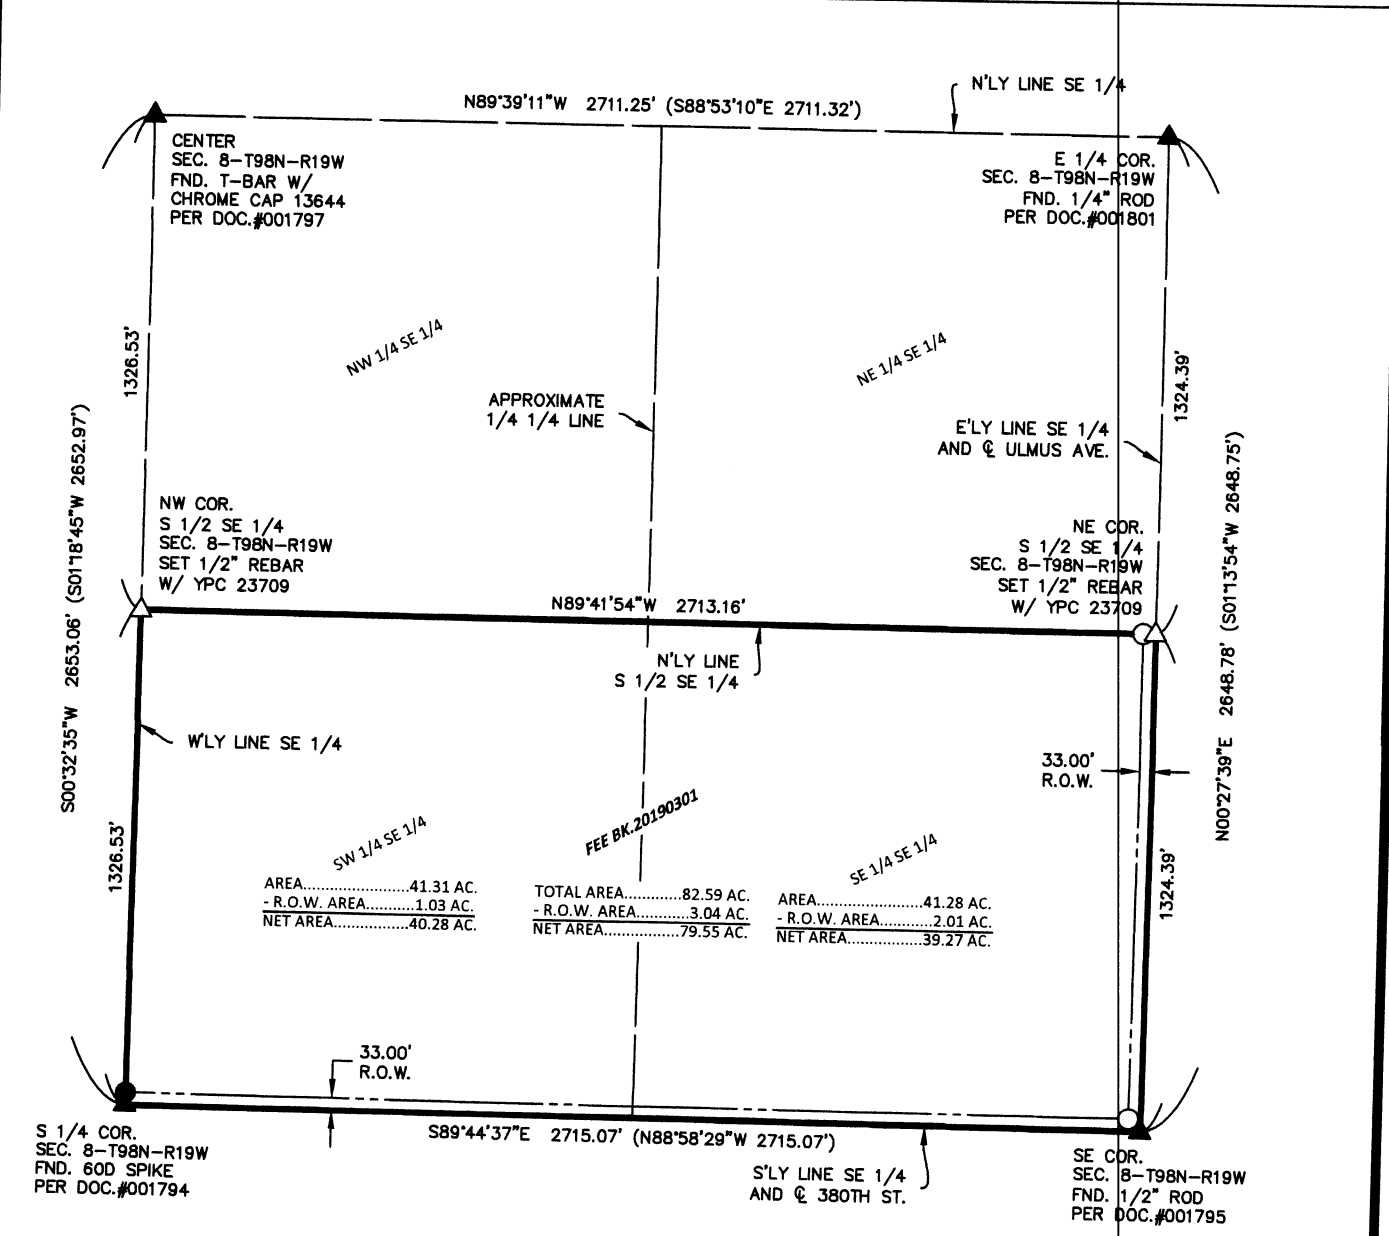 N89°39'11"W 2711.25' (S88°53'10"E 2711.32')
N'LY LINE SE 1/4
CENTER
SEC. 8-T98N-R19W
FND. T-BAR W/
CHROME CAP 13644
PER DOC.#001797
E 1/4 COR.
SEC. 8-T98N-R19W
FND. 1/4" ROD
PER DOC.#001801
1326.53'
NW 1/4 SE 1/4
NE 1/4 SE 1/4
1324.39'
APPROXIMATE
1/4 1/4 LINE
E'LY LINE SE 1/4
AND ℄ ULMUS AVE.
S00°32'35"W 2653.06' (S01°18'45"W 2652.97')
N00°27'39"E 2648.78' (S01°13'54"W 2648.75')
NW COR.
S 1/2 SE 1/4
SEC. 8-T98N-R19W
SET 1/2" REBAR
W/ YPC 23709
NE COR.
S 1/2 SE 1/4
SEC. 8-T98N-R19W
SET 1/2" REBAR
W/ YPC 23709
N89°41'54"W 2713.16'
N'LY LINE
S 1/2 SE 1/4
W'LY LINE SE 1/4
33.00'
R.O.W.
1326.53'
SW 1/4 SE 1/4
FEE BK.20190301
SE 1/4 SE 1/4
1324.39'
AREA.......................41.31 AC.
- R.O.W. AREA...........1.03 AC.
NET AREA................40.28 AC.
TOTAL AREA............82.59 AC.
- R.O.W. AREA...........3.04 AC.
NET AREA................79.55 AC.
AREA.......................41.28 AC.
- R.O.W. AREA............2.01 AC.
NET AREA................39.27 AC.
33.00'
R.O.W.
S89°44'37"E 2715.07' (N88°58'29"W 2715.07')
S 1/4 COR.
SEC. 8-T98N-R19W
FND. 60D SPIKE
PER DOC.#001794
S'LY LINE SE 1/4
AND ℄ 380TH ST.
SE COR.
SEC. 8-T98N-R19W
FND. 1/2" ROD
PER DOC.#001795